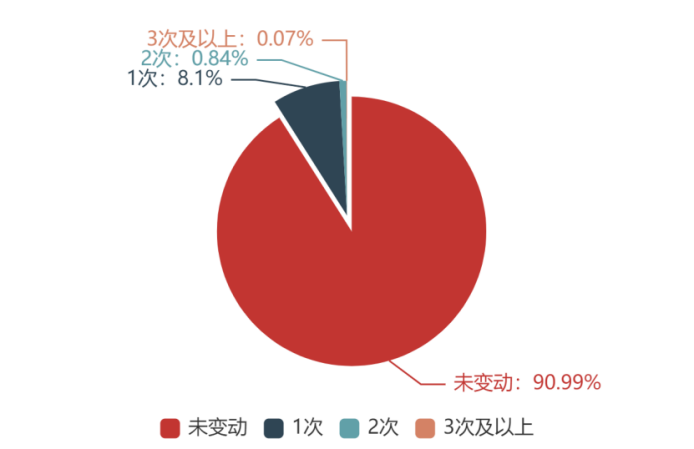 3次及以上：0.07%
2次：0.84%
1次：8.1%
未变动：90.99%
未变动 1次 2次 3次及以上